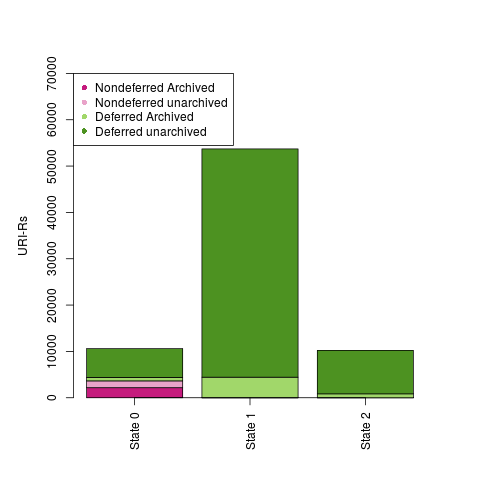 Nondeferred Archived
Nondeferred unarchived
Deferred Archived
Deferred unarchived
URI-Rs
70000
60000
50000
40000
30000
20000
10000
0
State 0
State 1
State 2